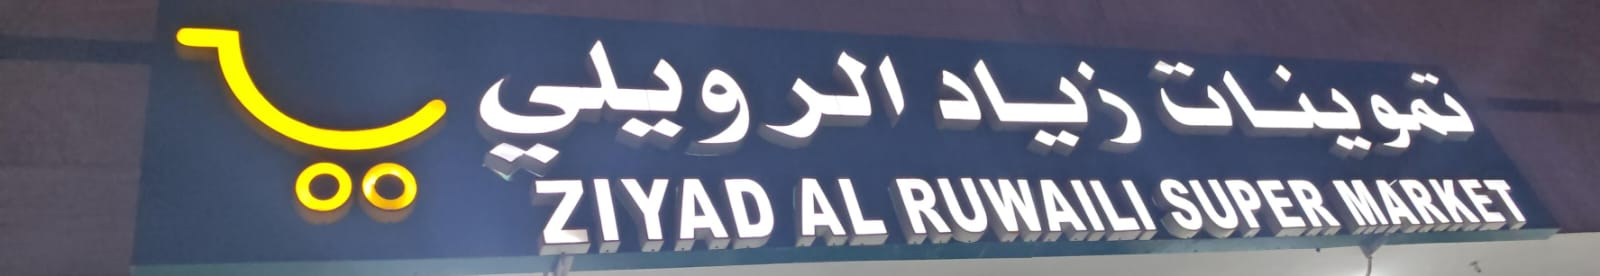 تموينات زياد الرويلي
ZIYAD AL RUWAILI SUPER MARKET